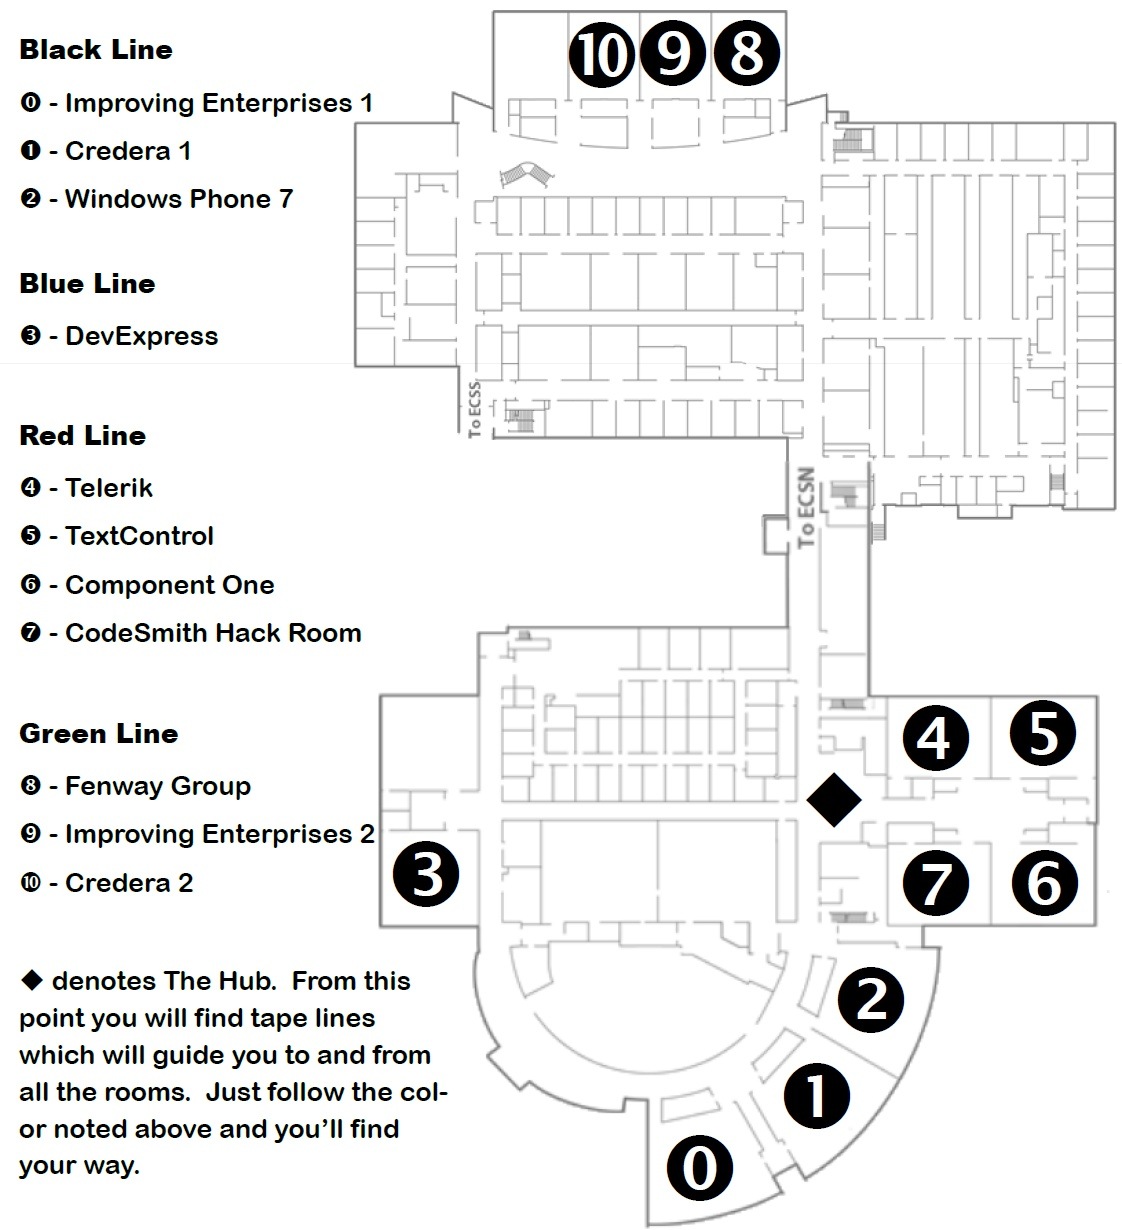 Black Line
⓿ - Improving Enterprises 1
❶ - Credera 1
❷ - Windows Phone 7
Blue Line
❸ - DevExpress
Red Line
❹ - Telerik
❺ - TextControl
❻ - Component One
❼ - CodeSmith Hack Room
Green Line
❽ - Fenway Group
❾ - Improving Enterprises 2
❿ - Credera 2
◆ denotes The Hub. From this
point you will find tape lines
which will guide you to and from
all the rooms. Just follow the col-
or noted above and you’ll find
your way.
❿ ❾ ❽
To ECSS
To ECSN
❹ ❺
◆
❸
❼ ❻
❷
❶
⓿